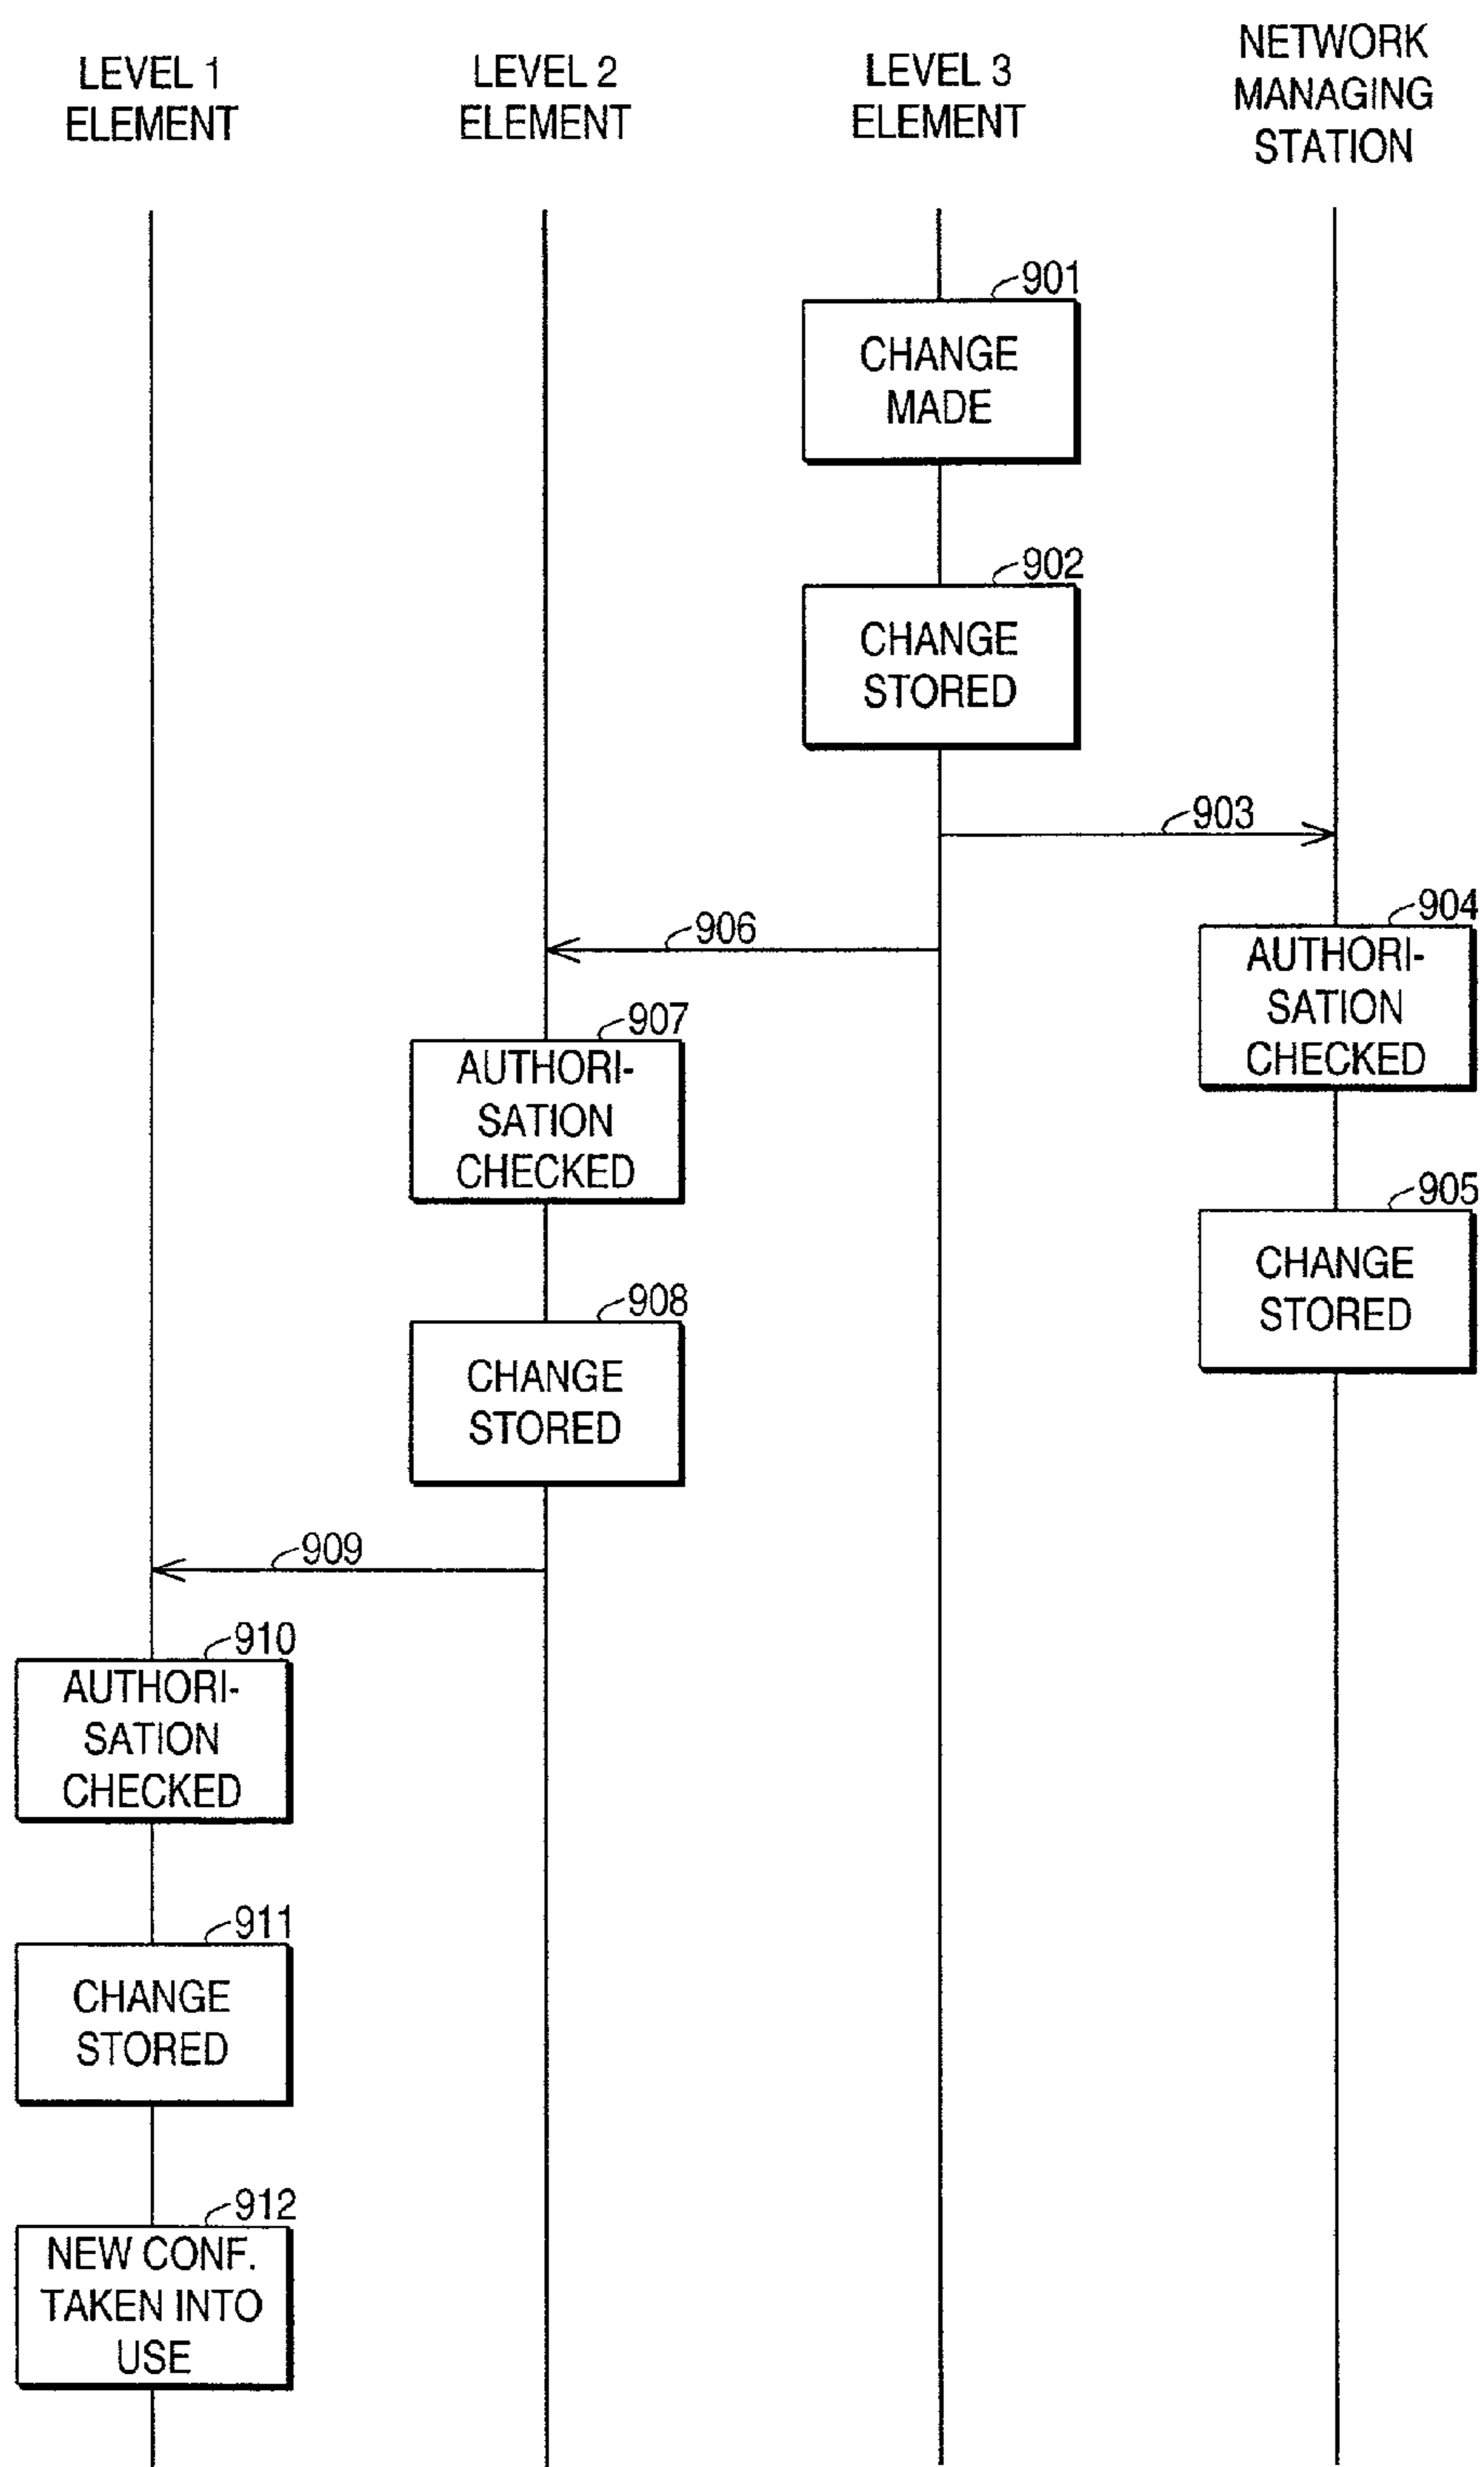 LEVEL 1
ELEMENT
LEVEL 2
ELEMENT
LEVEL 3
ELEMENT
NETWORK
MANAGING
STATION
901
CHANGE
MADE
902
CHANGE
STORED
903
904
AUTHORI-
SATION
CHECKED
905
CHANGE
STORED
906
907
AUTHORI-
SATION
CHECKED
908
CHANGE
STORED
909
910
AUTHORI-
SATION
CHECKED
911
CHANGE
STORED
912
NEW CONF.
TAKEN INTO
USE